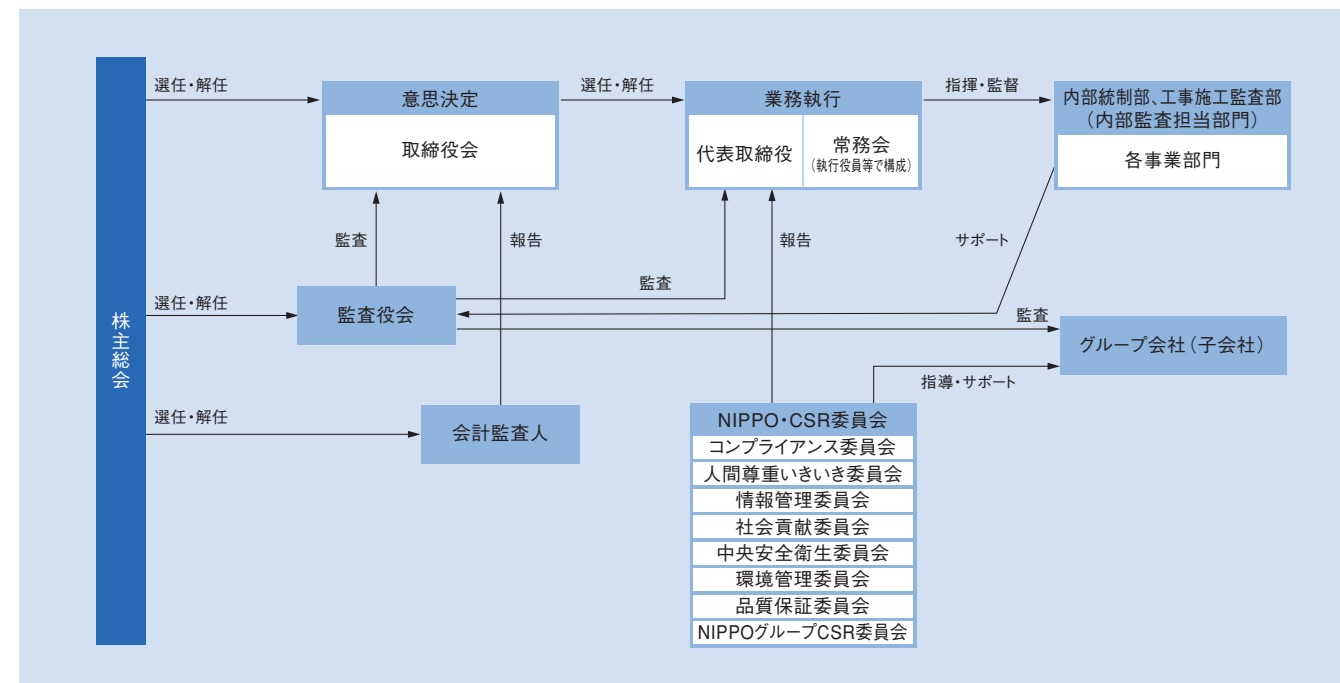 選任・解任
選任・解任
指揮・監督
意思決定
取締役会
業務執行
代表取締役
常務会
（執行役員等で構成）
内部統制部、工事施工監査部
（内部監査担当部門）
各事業部門
監査
報告
報告
サポート
監査
選任・解任
監査役会
監査
グループ会社（子会社）
指導・サポート
株主総会
選任・解任
会計監査人
NIPPO・CSR委員会
コンプライアンス委員会
人間尊重いきいき委員会
情報管理委員会
社会貢献委員会
中央安全衛生委員会
環境管理委員会
品質保証委員会
NIPPOグループCSR委員会